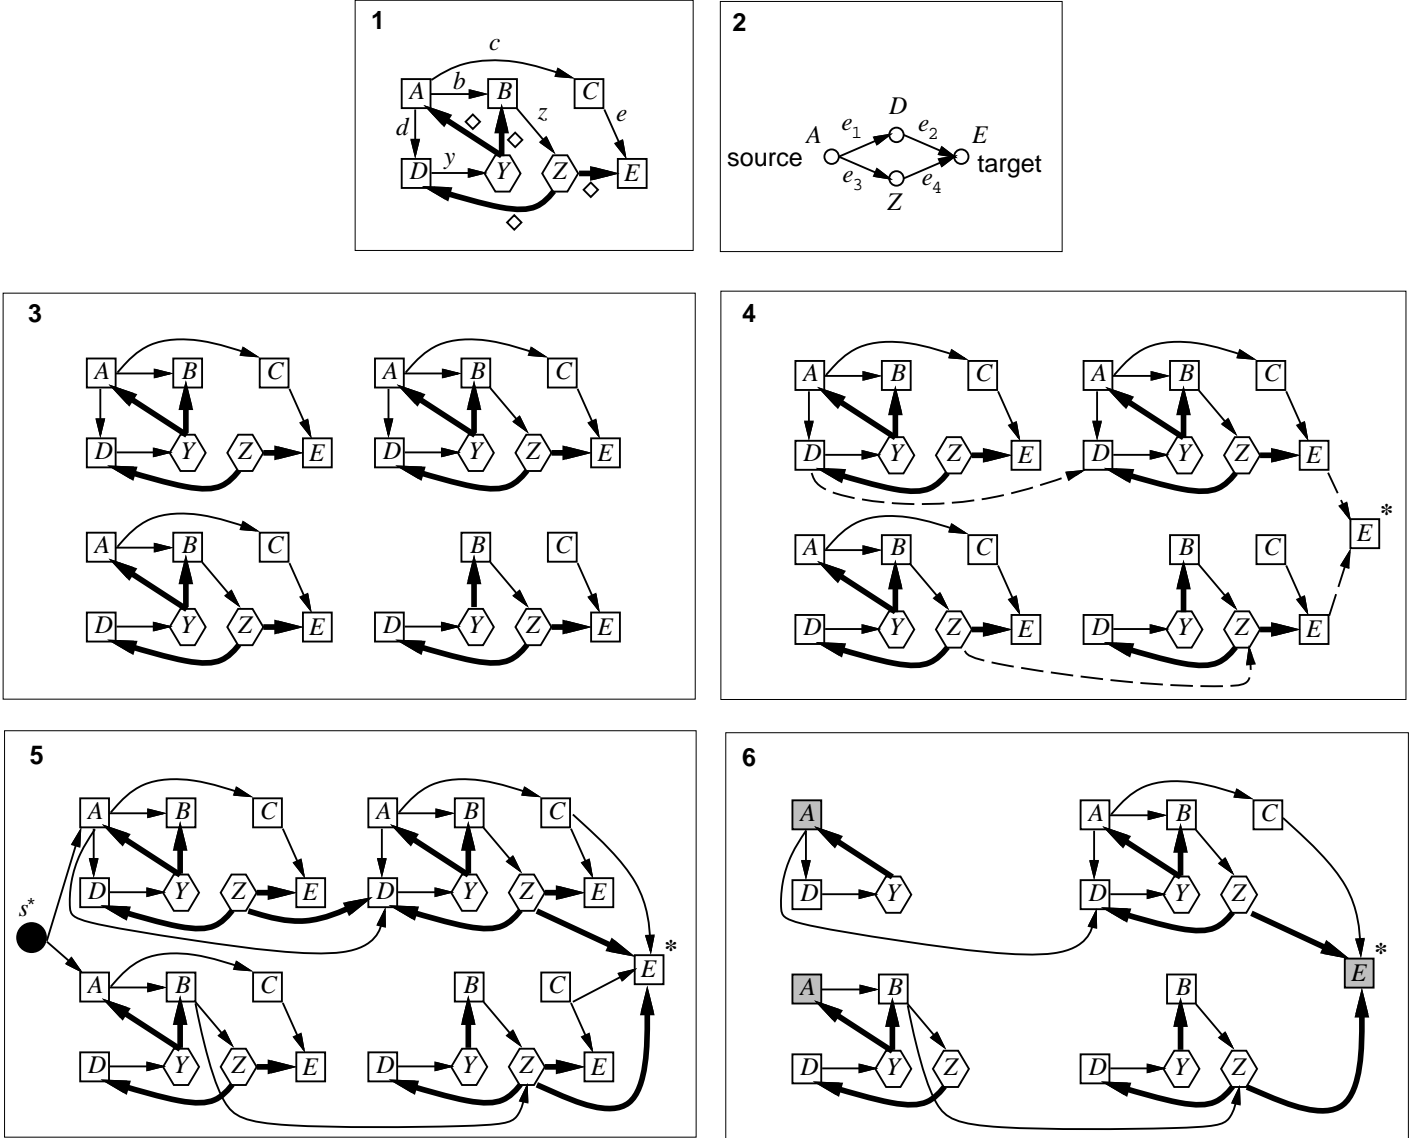 1
c
A b B C
d z e
D y Y Z E
2
D
A e1 e2 E
source target
e3 e4
Z
3
A B C A B C
D Y Z E D Y Z E
A B C B C
D Y Z E D Y Z E
4
A B C A B C
D Y Z E D Y Z E
E *
A B C B C
D Y Z E D Y Z E
5
A B C A B C
D Y Z E D Y Z E
s*
E *
A B C B C
D Y Z E D Y Z E
6
A A B C
D Y D Y Z
E *
A B B
D Y Z D Y Z